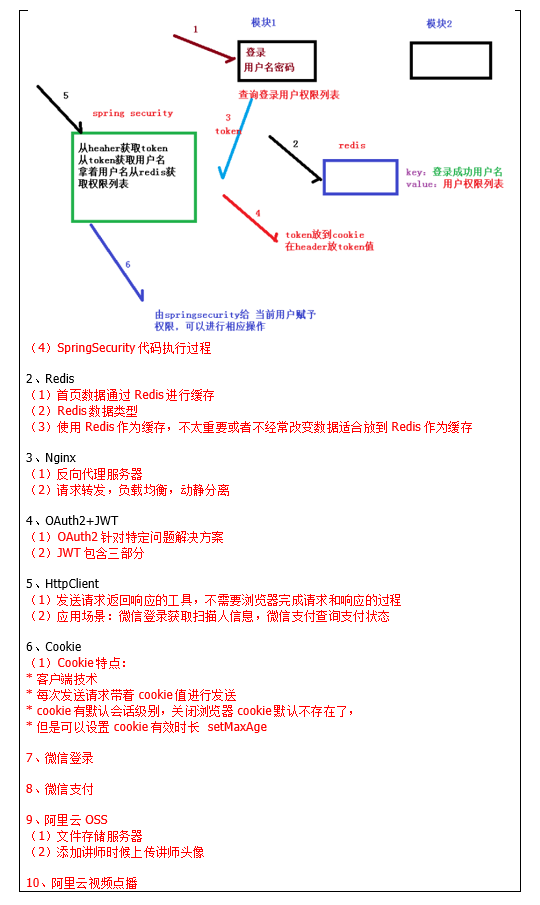 1
模块1
模块2
登录
用户名密码
查询登录用户权限列表
5
spring security
3
token
2
redis
从heaher获取token
从token获取用户名
拿着用户名从redis获
取权限列表
key：登录成功用户名
value：用户权限列表
4
token放到cookie
在header放token值
6
由springsecurity给 当前用户赋予
权限，可以进行相应操作
（4）SpringSecurity 代码执行过程
2、Redis
（1）首页数据通过 Redis 进行缓存
（2）Redis 数据类型
（3）使用 Redis 作为缓存，不太重要或者不经常改变数据适合放到 Redis 作为缓存
3、Nginx
（1）反向代理服务器
（2）请求转发，负载均衡，动静分离
4、OAuth2+JWT
（1）OAuth2 针对特定问题解决方案
（2）JWT 包含三部分
5、HttpClient
（1）发送请求返回响应的工具，不需要浏览器完成请求和响应的过程
（2）应用场景：微信登录获取扫描人信息，微信支付查询支付状态
6、Cookie
（1）Cookie 特点：
* 客户端技术
* 每次发送请求带着 cookie 值进行发送
* cookie 有默认会话级别，关闭浏览器 cookie 默认不存在了，
* 但是可以设置 cookie 有效时长 setMaxAge
7、微信登录
8、微信支付
9、阿里云 OSS
（1）文件存储服务器
（2）添加讲师时候上传讲师头像
10、阿里云视频点播